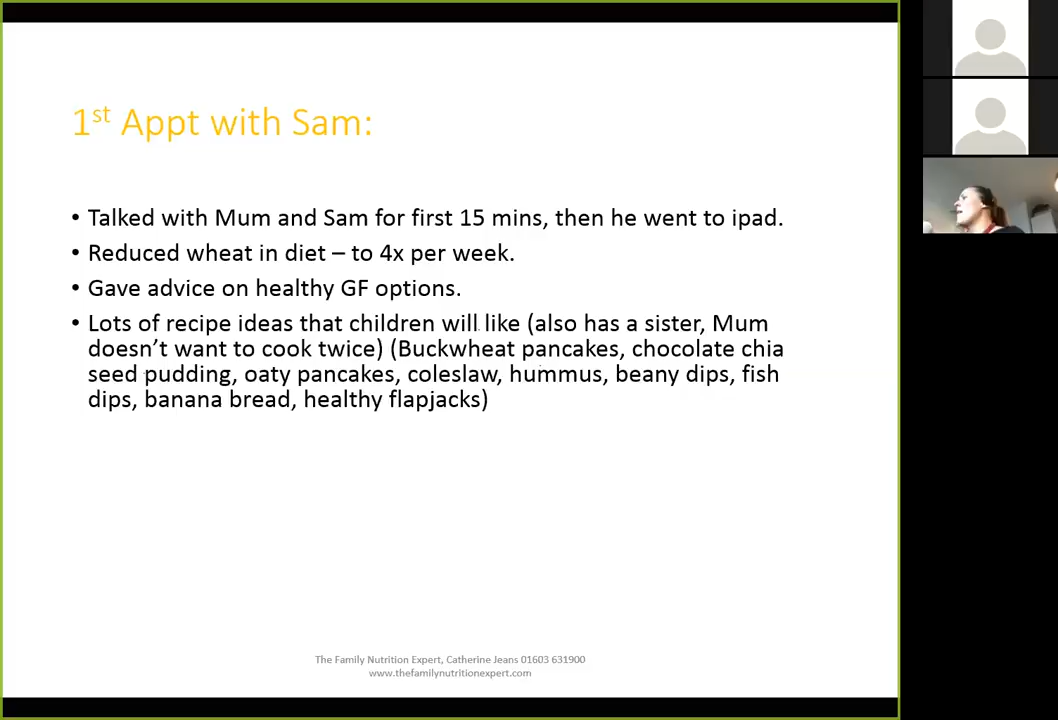 1st Appt with Sam:
• Talked with Mum and Sam for first 15 mins, then he went to ipad.
• Reduced wheat in diet – to 4x per week.
• Gave advice on healthy GF options.
• Lots of recipe ideas that children will like (also has a sister, Mum
doesn’t want to cook twice) (Buckwheat pancakes, chocolate chia
seed pudding, oaty pancakes, coleslaw, hummus, beany dips, fish
dips, banana bread, healthy flapjacks)
The Family Nutrition Expert, Catherine Jeans 01603 631900
www.thefamilynutritionexpert.com